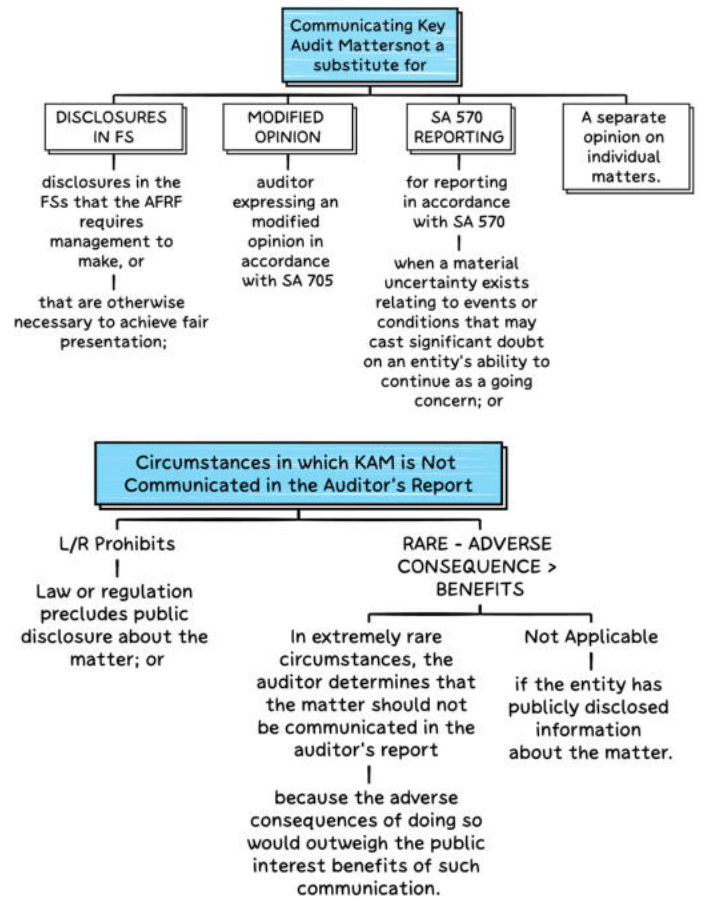 Communicating Key
Audit Mattersnot a
substitute for
DISCLOSURES
IN FS
disclosures in the
FSs that the AFRF
requires
management to
make, or
that are otherwise
necessary to achieve fair
presentation;
MODIFIED
OPINION
auditor
expressing an
modified
opinion in
accordance
with SA 705
SA 570
REPORTING
for reporting
in accordance
with SA 570
when a material
uncertainty exists
relating to events or
conditions that may
cast significant doubt
on an entity's ability to
continue as a going
concern; or
A separate
opinion on
individual
matters.
Circumstances in which KAM is Not
Communicated in the Auditor's Report
L/R Prohibits
Law or regulation
precludes public
disclosure about the
matter; or
RARE - ADVERSE
CONSEQUENCE >
BENEFITS
In extremely rare
circumstances, the
auditor determines that
the matter should not
be communicated in the
auditor's report
because the adverse
consequences of doing so
would outweigh the public
interest benefits of such
communication.
Not Applicable
if the entity has
publicly disclosed
information
about the matter.